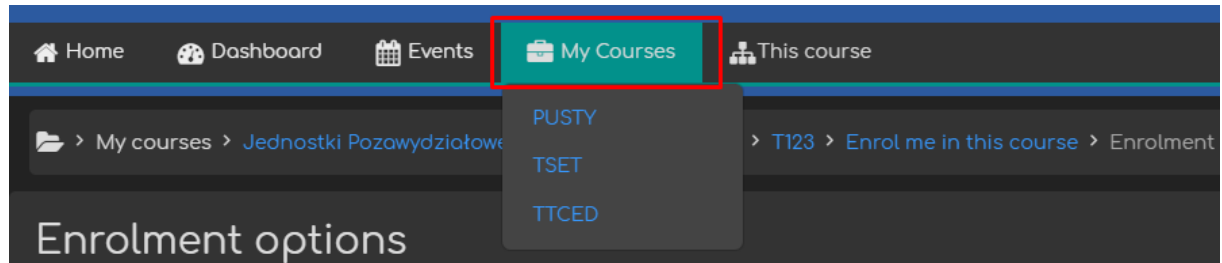 Home Dashboard Events My Courses This course
> My courses > Jednostki Pozawydziałowe > T123 > Enrol me in this course > Enrolment
PUSTY
TSET
TTCED
Enrolment options